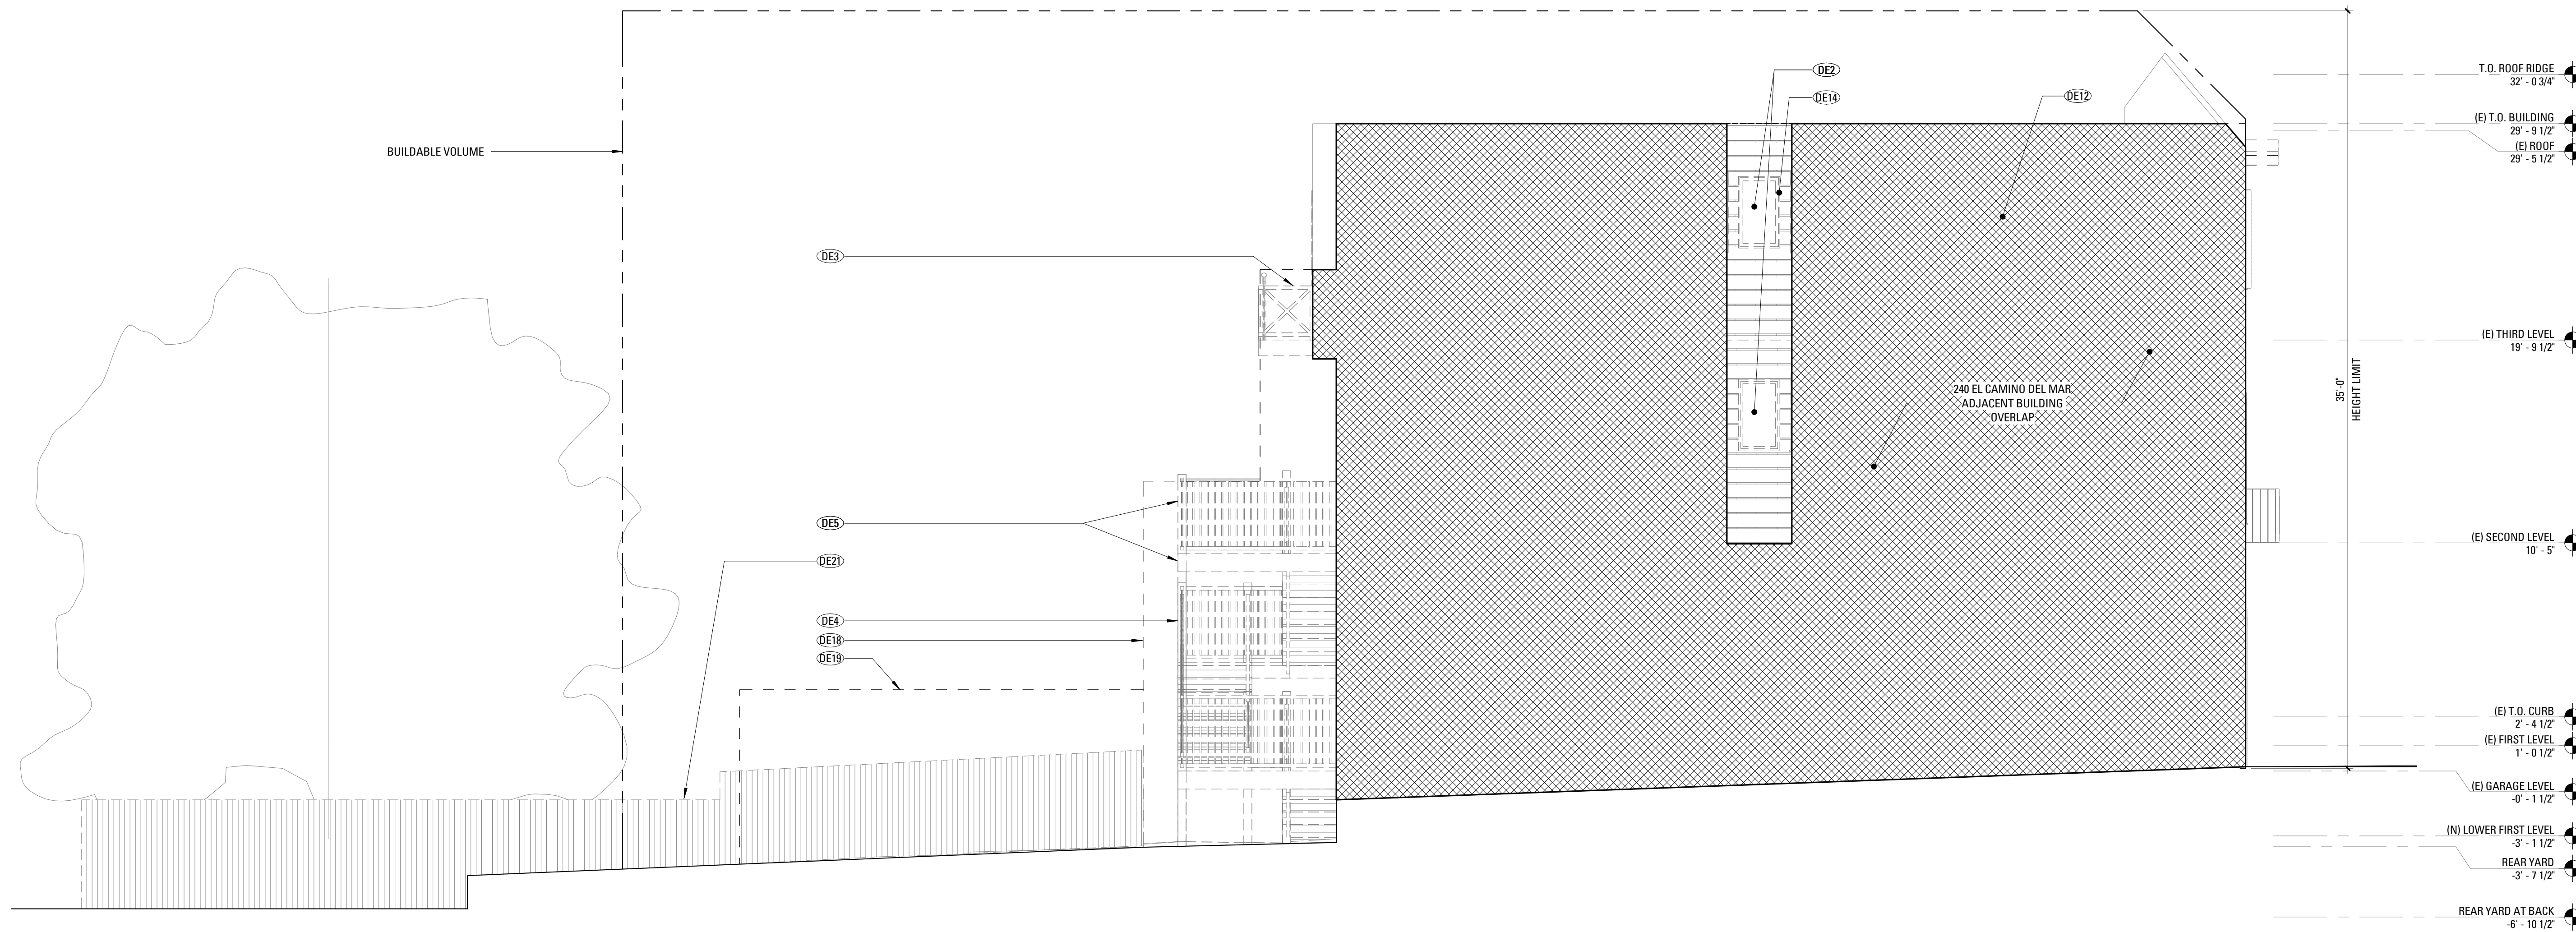 DE2
DE14
DE12
BUILDABLE VOLUME
DE3
240 EL CAMINO DEL MAR
ADJACENT BUILDING
OVERLAP
DE5
DE21
DE4
DE18
DE19
35'-0"
HEIGHT LIMIT
T.O. ROOF RIDGE
32' - 0 3/4"
(E) T.O. BUILDING
29' - 9 1/2"
(E) ROOF
29' - 5 1/2"
(E) THIRD LEVEL
19' - 9 1/2"
(E) SECOND LEVEL
10' - 5"
(E) T.O. CURB
2' - 4 1/2"
(E) FIRST LEVEL
1' - 0 1/2"
(E) GARAGE LEVEL
-0' - 1 1/2"
(N) LOWER FIRST LEVEL
-3' - 1 1/2"
REAR YARD
-3' - 7 1/2"
REAR YARD AT BACK
-6' - 10 1/2"